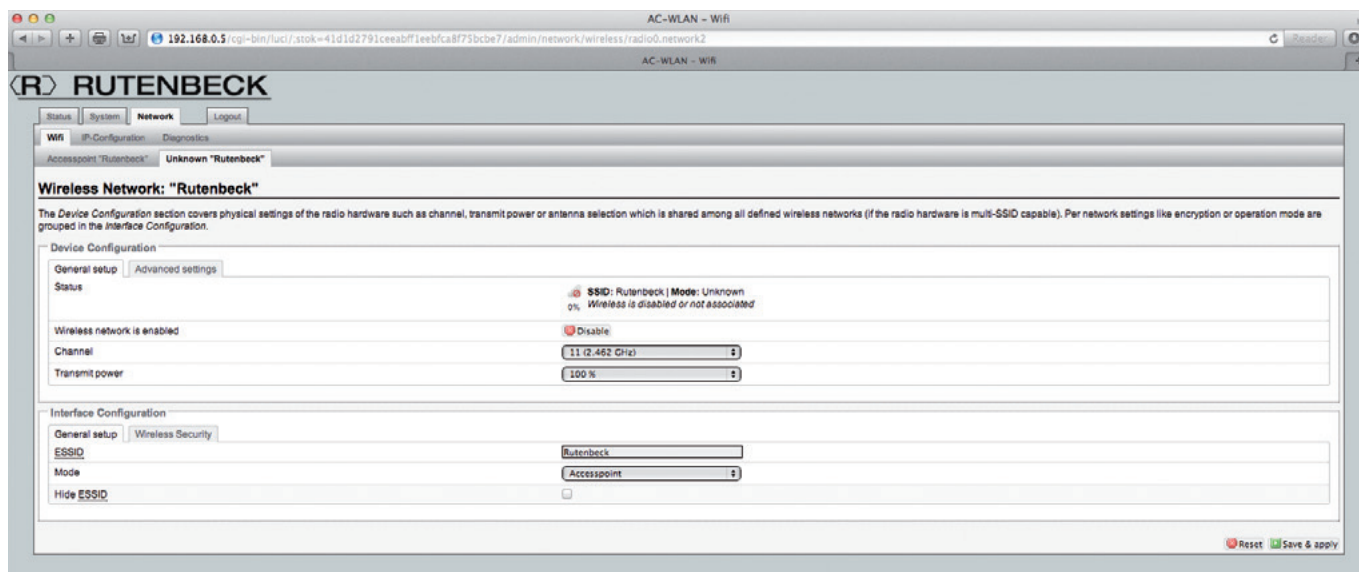 AC-WLAN – Wifi
192.168.0.5/cgi-bin/luci/;stok=41d1d2791ceeabff1eebfca8f75bcbe7/admin/network/wireless/radio0.network2
Reader
AC-WLAN – Wifi
⟨R⟩ RUTENBECK
Status System Network Logout
Wifi IP-Configuration Diagnostics
Accesspoint "Rutenbeck" Unknown "Rutenbeck"
Wireless Network: "Rutenbeck"
The Device Configuration section covers physical settings of the radio hardware such as channel, transmit power or antenna selection which is shared among all defined wireless networks (if the radio hardware is multi-SSID capable). Per network settings like encryption or operation mode are
grouped in the Interface Configuration.
Device Configuration
General setup Advanced settings
Status SSID: Rutenbeck | Mode: Unknown
0% Wireless is disabled or not associated
Wireless network is enabled Disable
Channel 11 (2.462 GHz)
Transmit power 100 %
Interface Configuration
General setup Wireless Security
ESSID Rutenbeck
Mode Accesspoint
Hide ESSID
Reset Save & apply